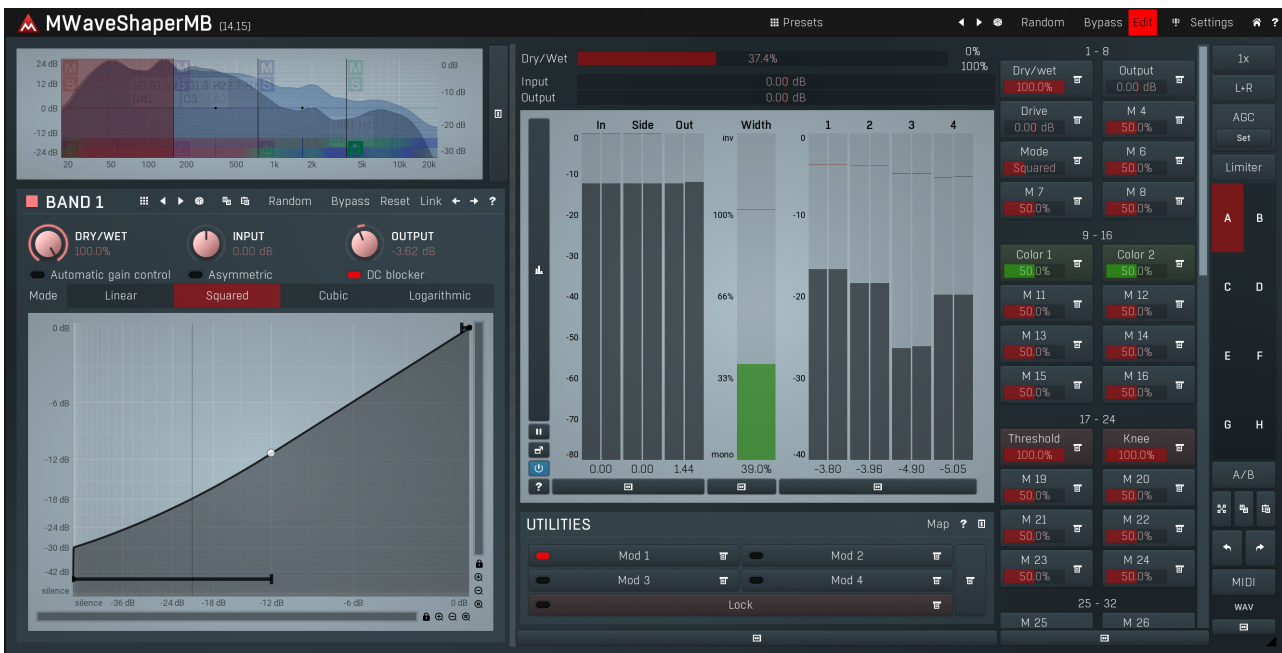 MWaveShaperMB (14.15)
Presets
Random Bypass Edit Settings ?
24 dB
12 dB
0 dB
-12 dB
-24 dB
M M M M
S S S S
G#1 C3 A3
0 dB
-10 dB
-20 dB
-30 dB
20 50 100 200 500 1k 2k 5k 10k 20k
BAND 1
Random Bypass Reset Link ?
DRY/WET
100.0%
INPUT
0.00 dB
OUTPUT
-3.62 dB
Automatic gain control Asymmetric DC blocker
Mode Linear Squared Cubic Logarithmic
0 dB
-6 dB
-12 dB
-18 dB
-24 dB
-30 dB
-42 dB
silence
silence -36 dB -24 dB -18 dB -12 dB -6 dB 0 dB
Dry/Wet 37.4% 0%
100%
Input 0.00 dB
Output 0.00 dB
In Side Out Width 1 2 3 4
0
-10
-20
-30
-40
-50
-60
-70
-80
inv
100%
66%
33%
mono
0
-10
-20
-30
-40
0.00 0.00 1.44 39.0% -3.80 -3.96 -4.90 -5.05
?
UTILITIES
Map ?
Mod 1 Mod 2
Mod 3 Mod 4
Lock
1 - 8
Dry/wet Output
100.0% 0.00 dB
Drive M 4
0.00 dB 50.0%
Mode M 6
Squared 50.0%
M 7 M 8
50.0% 50.0%
9 - 16
Color 1 Color 2
50.0% 50.0%
M 11 M 12
50.0% 50.0%
M 13 M 14
50.0% 50.0%
M 15 M 16
50.0% 50.0%
17 - 24
Threshold Knee
100.0% 100.0%
M 19 M 20
50.0% 50.0%
M 21 M 22
50.0% 50.0%
M 23 M 24
50.0% 50.0%
25 - 32
M 25 M 26
1x
L+R
AGC
Set
Limiter
A B
C D
E F
G H
A/B
MIDI
WAV